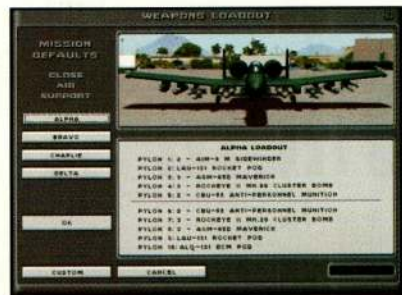 WEAPONS LOADOUT
MISSION
DEFAULTS
CLOSE
AIR
SUPPORT
ALPHA
BRAVO
CHARLIE
DELTA
OK
CUSTOM
CANCEL
ALPHA LOADOUT
PYLON 1: 2 - AIM-9 M SIDEWINDER
PYLON 2: LAU-131 ROCKET POD
PYLON 3: 3 - AGM-65D MAVERICK
PYLON 4: 3 - ROCKEYE II MK.20 CLUSTER BOMB
PYLON 5: 2 - CBU-52 ANTI-PERSONNEL MUNITION
PYLON 6: 2 - CBU-52 ANTI-PERSONNEL MUNITION
PYLON 7: 3 - ROCKEYE II MK.20 CLUSTER BOMB
PYLON 8: 3 - AGM-65D MAVERICK
PYLON 9: LAU-131 ROCKET POD
PYLON 10: ALQ-131 ECM POD